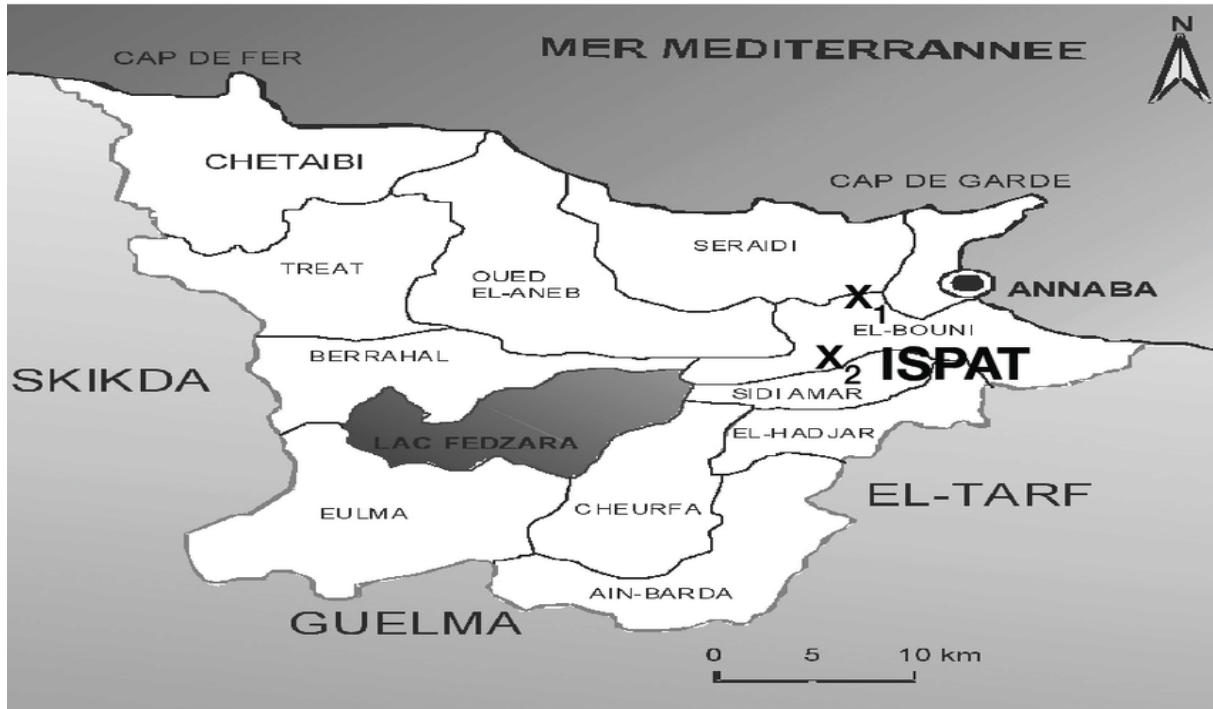 N
MER MEDITERRANNEE
CAP DE FER
CHETAIBI
CAP DE GARDE
SERAIDI
TREAT
OUED
EL-ANEB
ANNABA
X1
EL-BOUNI
BERRAHAL
X2
ISPAT
SKIKDA
SIDI AMAR
LAC FEDZARA
EL-HADJAR
EL-TARF
EULMA
CHEURFA
AIN-BARDA
GUELMA
0 5 10 km